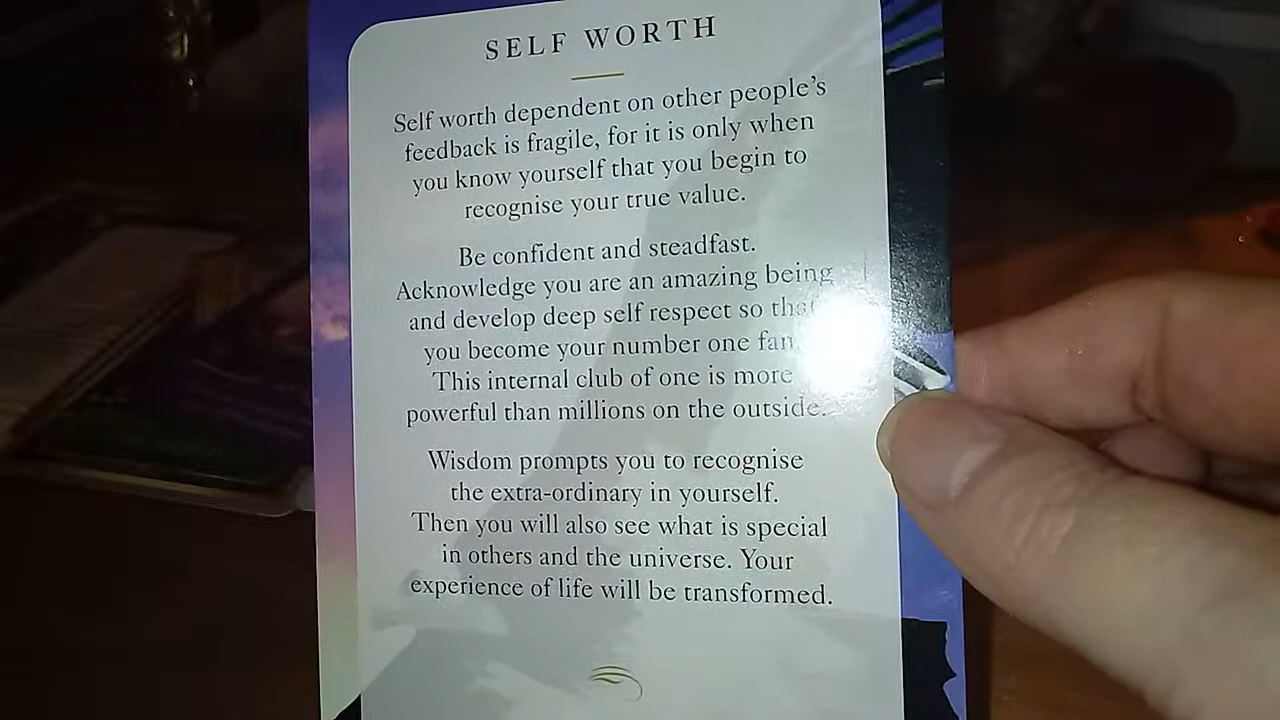 SELF WORTH
Self worth dependent on other people's
feedback is fragile, for it is only when
you know yourself that you begin to
recognise your true value.
Be confident and steadfast.
Acknowledge you are an amazing being
and develop deep self respect so that
you become your number one fan.
This internal club of one is more
powerful than millions on the outside.
Wisdom prompts you to recognise
the extra-ordinary in yourself.
Then you will also see what is special
in others and the universe. Your
experience of life will be transformed.